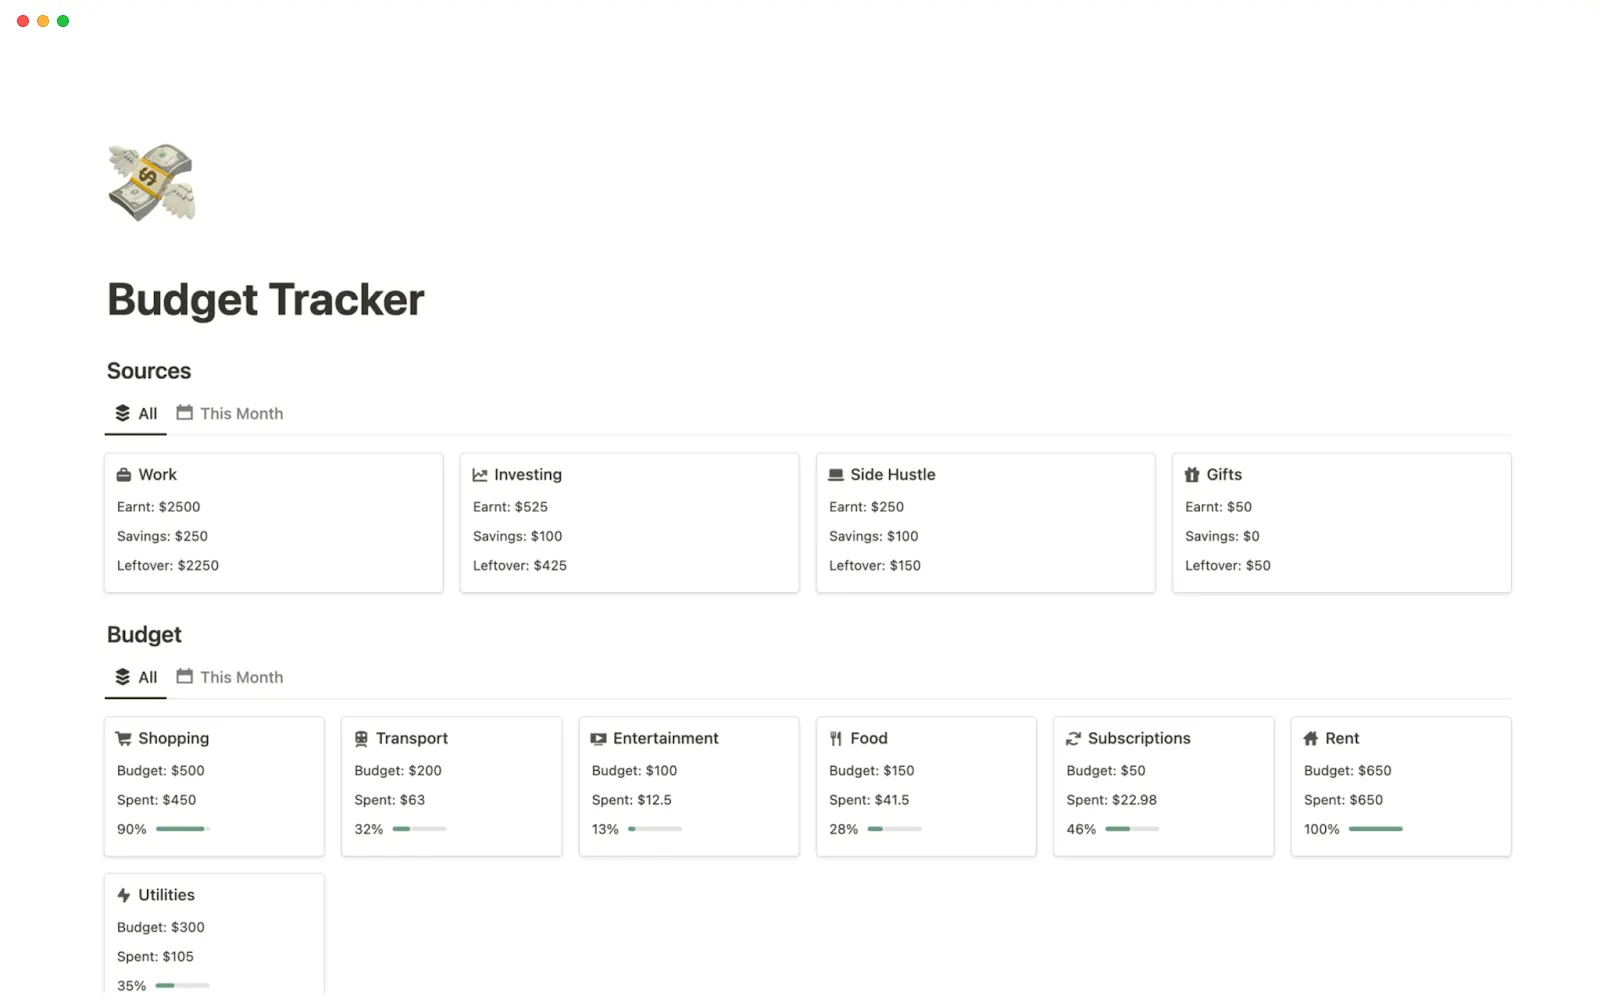 Budget Tracker
Sources
All This Month
Work
Earnt: $2500
Savings: $250
Leftover: $2250
Investing
Earnt: $525
Savings: $100
Leftover: $425
Side Hustle
Earnt: $250
Savings: $100
Leftover: $150
Gifts
Earnt: $50
Savings: $0
Leftover: $50
Budget
All This Month
Shopping
Budget: $500
Spent: $450
90%
Transport
Budget: $200
Spent: $63
32%
Entertainment
Budget: $100
Spent: $12.5
13%
Food
Budget: $150
Spent: $41.5
28%
Subscriptions
Budget: $50
Spent: $22.98
46%
Rent
Budget: $650
Spent: $650
100%
Utilities
Budget: $300
Spent: $105
35%